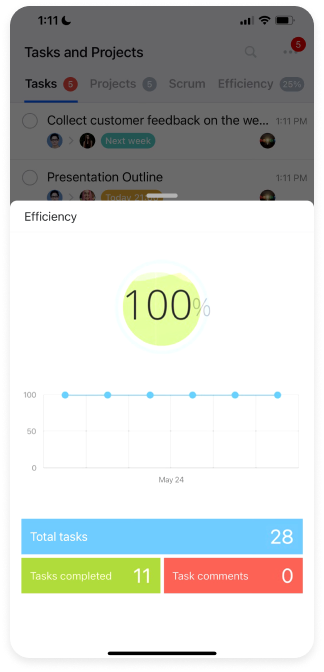 1:11
Tasks and Projects
5
Tasks 5 Projects 5 Scrum Efficiency 25%
Collect customer feedback on the we... 1:11 PM
Next week
Presentation Outline 1:11 PM
Today
Efficiency
100%
100
50
0
May 24
Total tasks 28
Tasks completed 11
Task comments 0